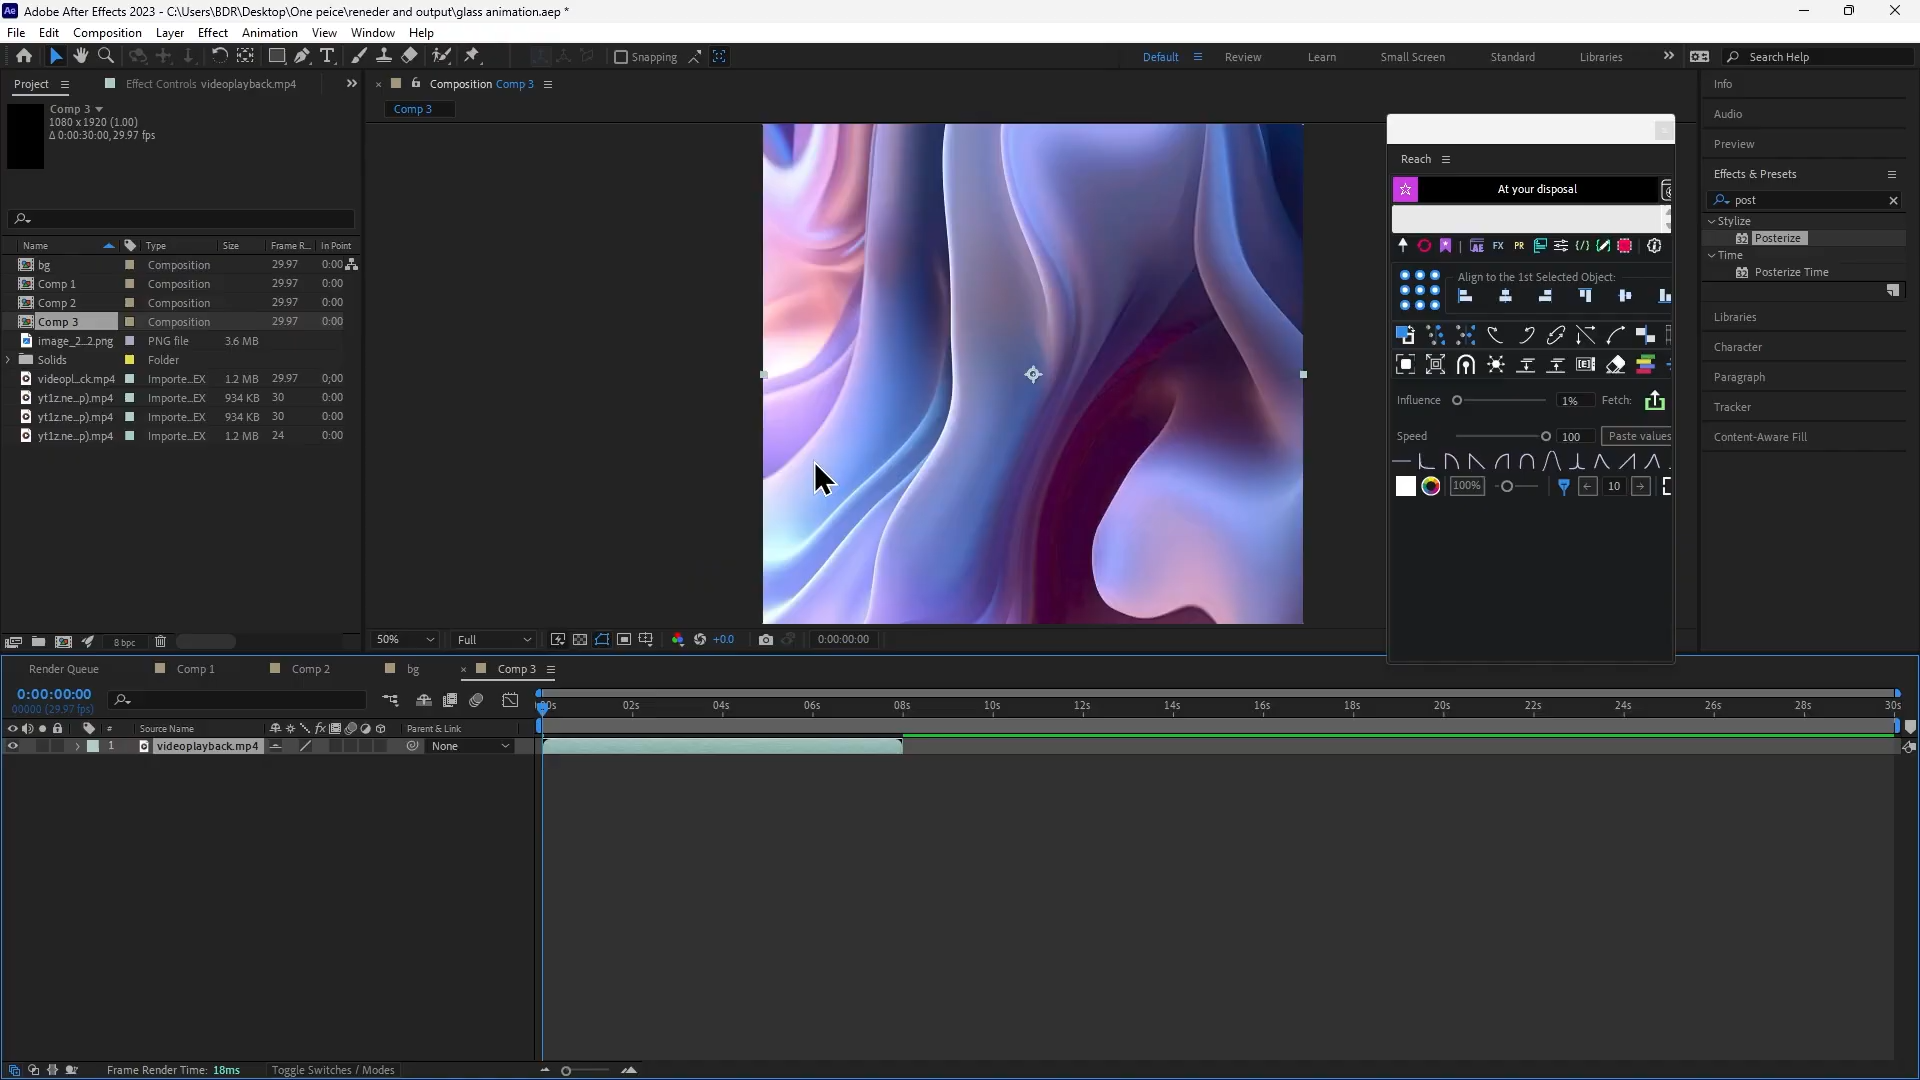 Ae Adobe After Effects 2023 - C:\Users\BDR\Desktop\One peice\reneder and output\glass animation.aep *
File Edit Composition Layer Effect Animation View Window Help
Snapping Default Review Learn Small Screen Standard Libraries Search Help
Project Effect Controls videoplayback.mp4 Composition Comp 3
Comp 3
1080 x 1920 (1.00)
Δ 0:00:30:00, 29.97 fps
Comp 3
Name Type Size Frame R... In Point
bg Composition 29.97 0:00
Comp 1 Composition 29.97 0:00
Comp 2 Composition 29.97 0:00
Comp 3 Composition 29.97 0:00
image_2..2.png PNG file 3.6 MB
Solids Folder
videopl...ck.mp4 Importe...EX 1.2 MB 29.97 0;00
yt1z.ne...p).mp4 Importe...EX 934 KB 30 0:00
yt1z.ne...p).mp4 Importe...EX 934 KB 30 0:00
yt1z.ne...p).mp4 Importe...EX 1.2 MB 24 0:00
8 bpc
50% Full +0.0 0:00:00:00
Reach
At your disposal
AE FX PR
Align to the 1st Selected Object:
Influence 1% Fetch:
Speed 100 Paste values
100% 10
Info
Audio
Preview
Effects & Presets
post
Stylize
32 Posterize
Time
32 Posterize Time
Libraries
Character
Paragraph
Tracker
Content-Aware Fill
Render Queue Comp 1 Comp 2 bg Comp 3
0:00:00:00
00000 (29.97 fps)
00s 02s 04s 06s 08s 10s 12s 14s 16s 18s 20s 22s 24s 26s 28s 30s
# Source Name fx Parent & Link
1 videoplayback.mp4 None
Frame Render Time: 18ms Toggle Switches / Modes